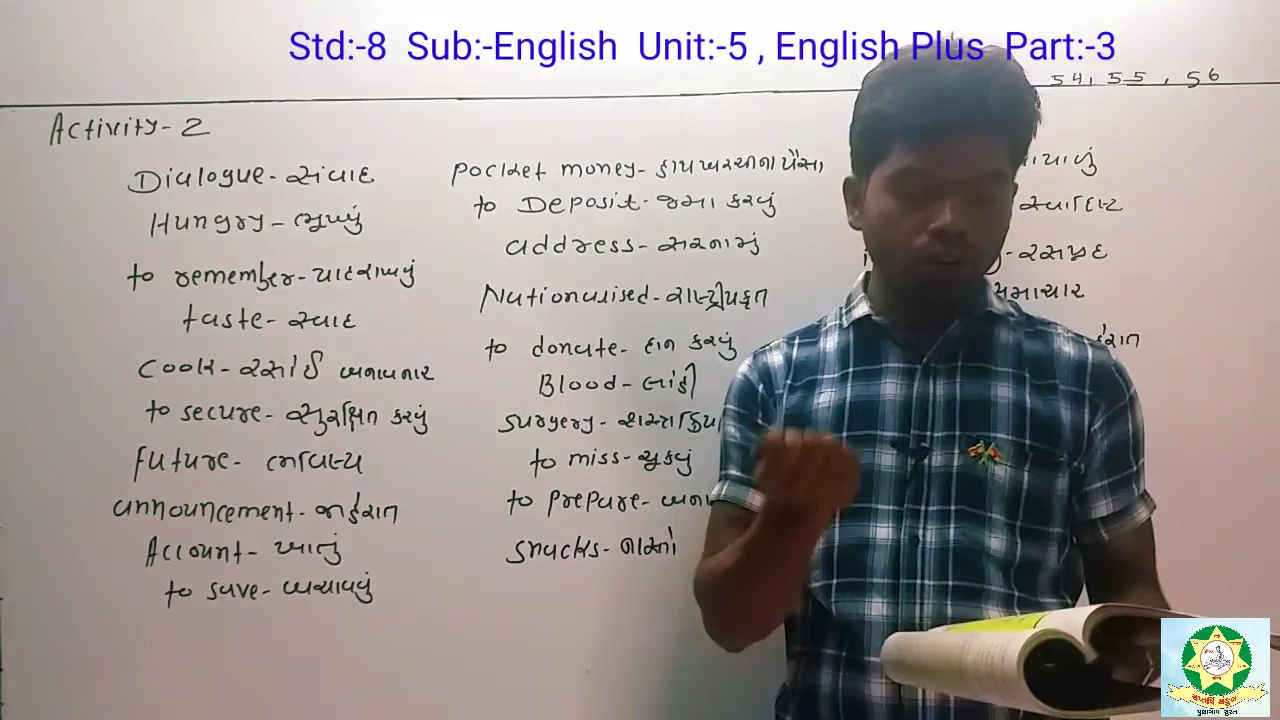 Std:-8 Sub:-English Unit:-5 , English Plus Part:-3
54, 55 , 56
Activity-2
Dialogue-સંવાદ
Hungry-ભૂખ્યું
to remember-યાદ રાખવું
taste-સ્વાદ
Cook-રસોઈ બનાવનાર
to secure-સુરક્ષિત કરવું
Future-ભવિષ્ય
announcement-જાહેરાત
Account-ખાતું
to save-બચાવવું
pocket money-હાથ ખરચીના પૈસા
to Deposit-જમા કરવું
address-સરનામું
Nationalised-રાષ્ટ્રીયકૃત
to donate-દાન કરવું
Blood-લોહી
surgery-શસ્ત્રક્રિયા
to miss-ચૂકવું
to prepare-
snacks-નાસ્તો
સ્વાદિષ્ટ
-રસપ્રદ
સમાચાર